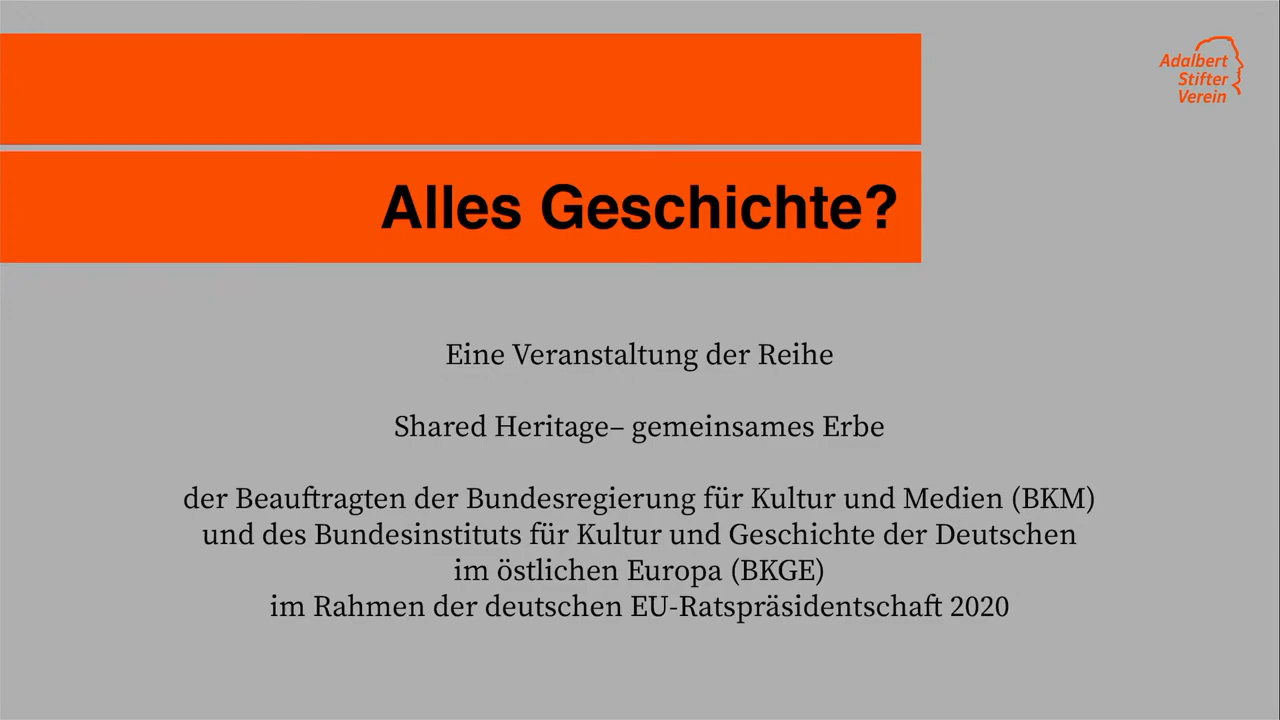 Adalbert
Stifter
Verein
Alles Geschichte?
Eine Veranstaltung der Reihe
Shared Heritage– gemeinsames Erbe
der Beauftragten der Bundesregierung für Kultur und Medien (BKM)
und des Bundesinstituts für Kultur und Geschichte der Deutschen
im östlichen Europa (BKGE)
im Rahmen der deutschen EU-Ratspräsidentschaft 2020